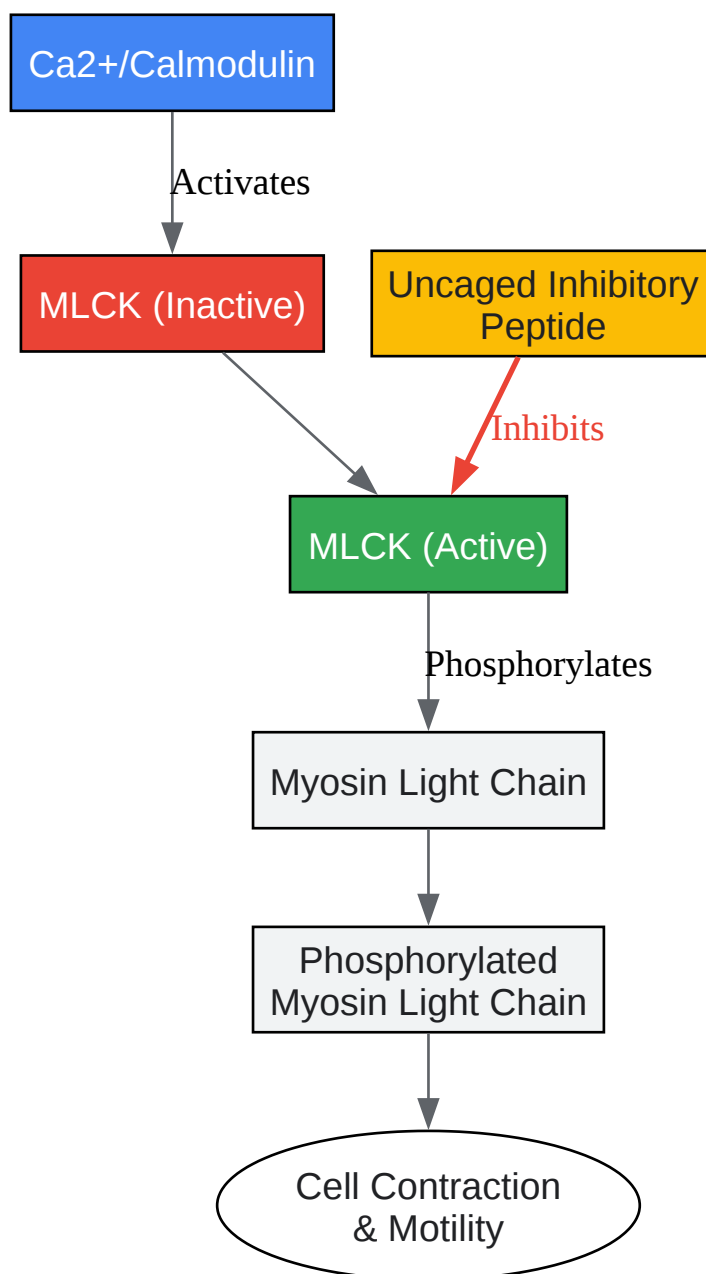 Ca2+/Calmodulin
Activates
MLCK (Inactive)
Uncaged Inhibitory
Peptide
Inhibits
MLCK (Active)
Phosphorylates
Myosin Light Chain
Phosphorylated
Myosin Light Chain
Cell Contraction
& Motility